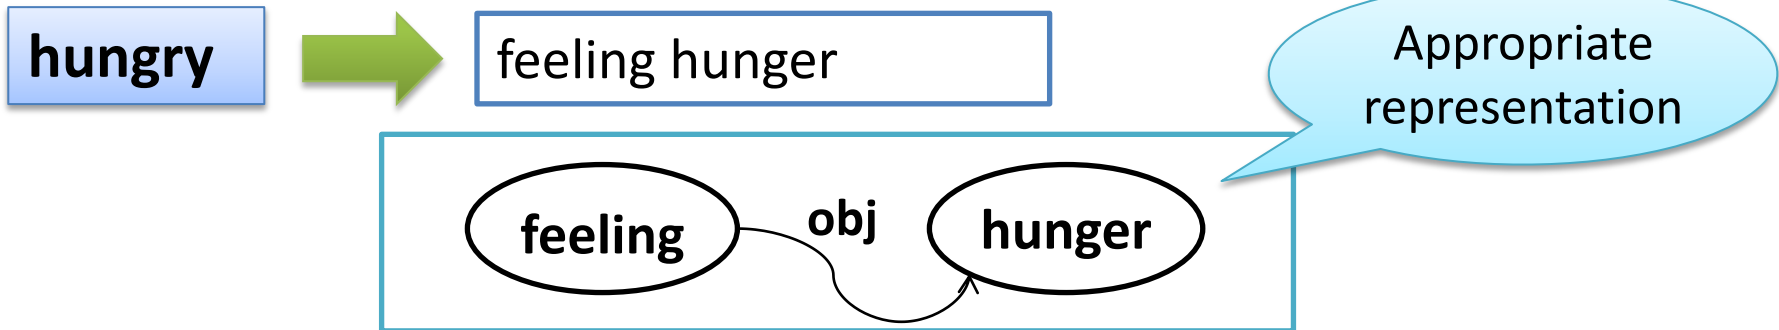 hungry
feeling hunger
Appropriate
representation
feeling
obj
hunger